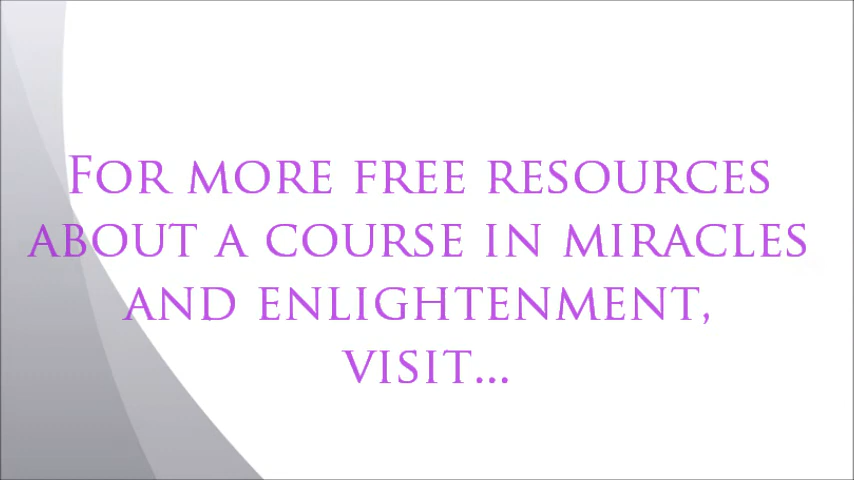 For more free resources
about a course in miracles
and enlightenment,
visit...